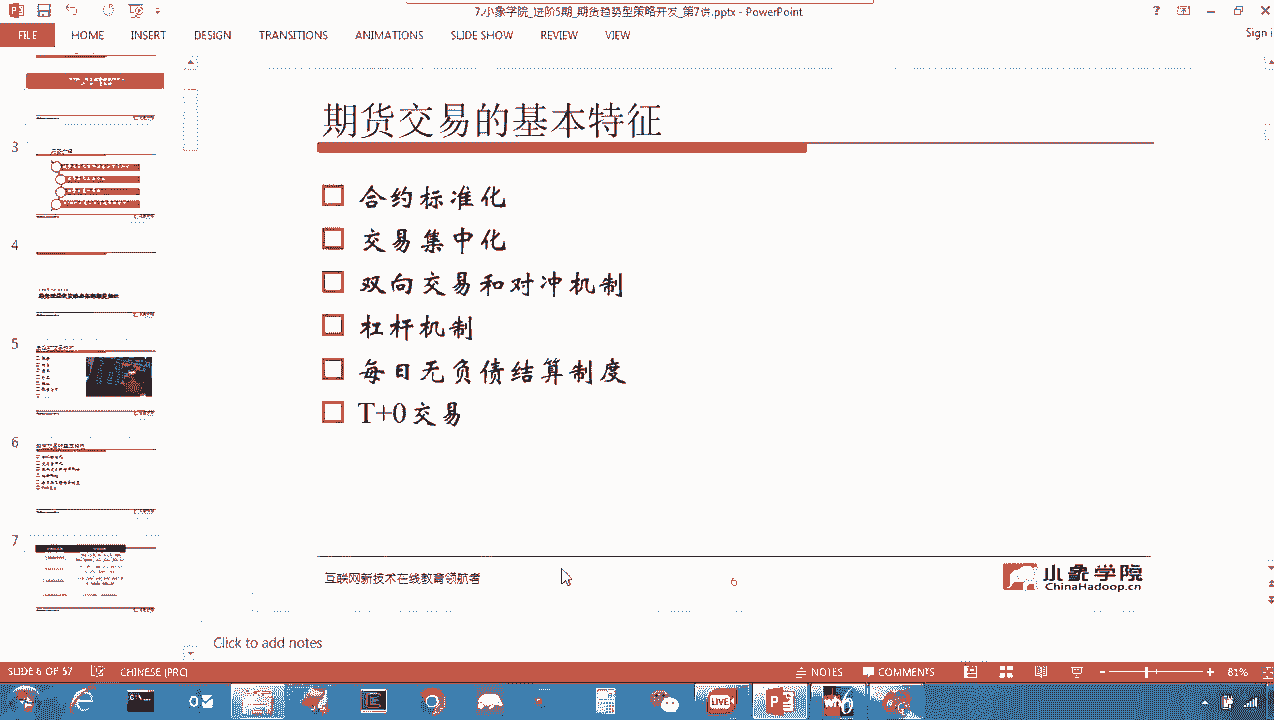 7.小象学院_进阶5期_期货趋势型策略开发_第7讲.pptx - PowerPoint
FILE HOME INSERT DESIGN TRANSITIONS ANIMATIONS SLIDE SHOW REVIEW VIEW Sign i
期货交易的基本特征
合约标准化
交易集中化
双向交易和对冲机制
杠杆机制
每日无负债结算制度
T+0交易
互联网新技术在线教育领航者
6
小象学院
ChinaHadoop.cn
3
4
5
6
7
Click to add notes
SLIDE 6 OF 57 CHINESE (PRC) NOTES COMMENTS 81%
LIVE